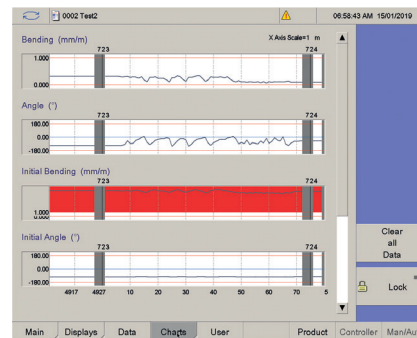 0002 Test2
06:58:43 AM 15/01/2019
Bending (mm/m)
X Axis Scale=1 m
723
724
1.000
0.000
Angle (°)
723
724
180.00
0.00
-180.00
Initial Bending (mm/m)
723
724
1.000
0.000
Initial Angle (°)
723
724
180.00
0.00
-180.00
4917 4927 10 20 30 40 50 60 70 5
Clear
all
Data
Lock
Main Displays Data Charts User Product Controller Man/Au